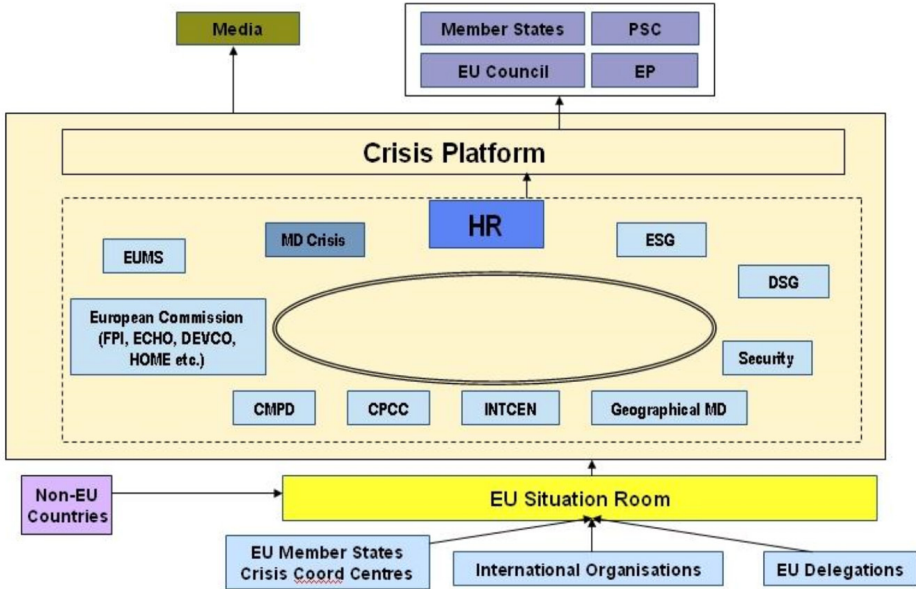 Media
Member States
PSC
EU Council
EP
Crisis Platform
HR
MD Crisis
ESG
EUMS
DSG
European Commission
(FPI, ECHO, DEVCO,
HOME etc.)
Security
CMPD
CPCC
INTCEN
Geographical MD
Non-EU
Countries
EU Situation Room
EU Member States
Crisis Coord Centres
International Organisations
EU Delegations